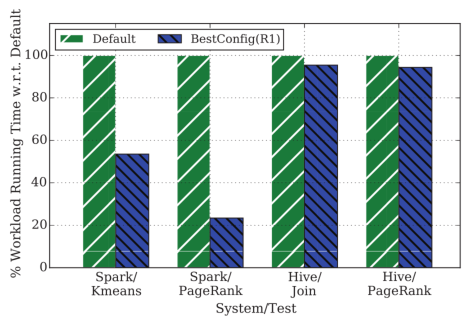 % Workload Running Time w.r.t. Default
100
80
60
40
20
0
Default
BestConfig(R1)
Spark/
Kmeans
Spark/
PageRank
Hive/
Join
Hive/
PageRank
System/Test